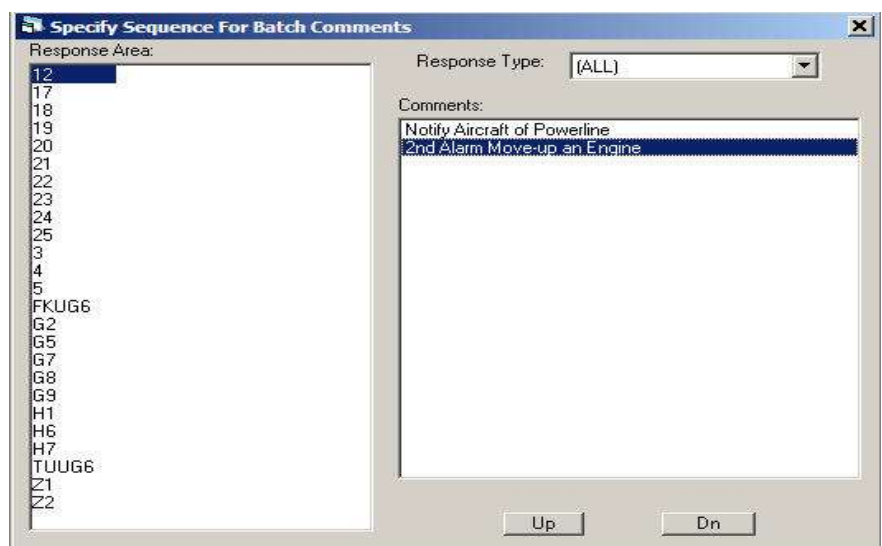 Specify Sequence For Batch Comments
Response Area:
12
17
18
19
20
21
22
23
24
25
3
4
5
FKUG6
G2
G5
G7
G8
G9
H1
H6
H7
TUUG6
Z1
Z2
Response Type:
(ALL)
Comments:
Notify Aircraft of Powerline
2nd Alarm Move-up an Engine
Up
Dn